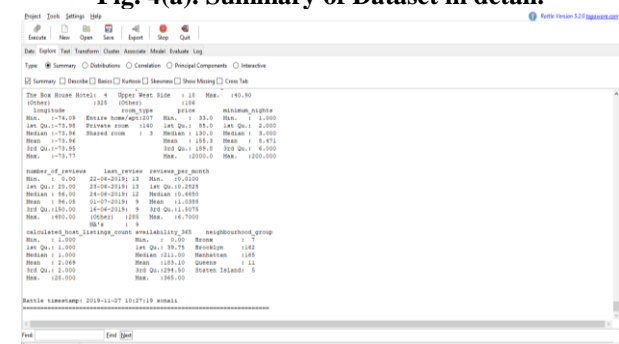 Fig. 4(a): Summary of Dataset in detail.
Project Tools Settings Help
Rattle Version 5.2.0 togaware.com
Execute New Open Save Export Stop Quit
Data Explore Test Transform Cluster Associate Model Evaluate Log
Type: Summary Distributions Correlation Principal Components Interactive
Summary Describe Basics Kurtosis Skewness Show Missing Cross Tab
The Box House Hotel: 4 Upper West Side : 18 Max. :40.90
(Other) :325 (Other) :186
longitude room_type price minimum_nights
Min. :-74.09 Entire home/apt:207 Min. : 33.0 Min. : 1.000
1st Qu.:-73.98 Private room :140 1st Qu.: 85.0 1st Qu.: 2.000
Median :-73.96 Shared room : 3 Median : 130.0 Median : 3.000
Mean :-73.96 Mean : 155.3 Mean : 8.471
3rd Qu.:-73.95 3rd Qu.: 189.8 3rd Qu.: 6.000
Max. :-73.77 Max. :2000.0 Max. :200.000
number_of_reviews last_review reviews_per_month
Min. : 0.00 22-06-2019: 13 Min. :0.0100
1st Qu.: 20.00 23-06-2019: 13 1st Qu.:0.2825
Median : 56.00 24-06-2019: 12 Median :0.6650
Mean : 96.05 01-07-2019: 9 Mean :1.0355
3rd Qu.:150.00 16-06-2019: 9 3rd Qu.:1.5075
Max. :480.00 (Other) :285 Max. :6.7000
NA's : 9
calculated_host_listings_count availability_365 neighbourhood_group
Min. : 1.000 Min. : 0.00 Bronx : 7
1st Qu.: 1.000 1st Qu.: 39.75 Brooklyn :162
Median : 1.000 Median :211.00 Manhattan :165
Mean : 2.069 Mean :183.10 Queens : 11
3rd Qu.: 2.000 3rd Qu.:294.50 Staten Island: 5
Max. :28.000 Max. :365.00
Rattle timestamp: 2019-11-27 10:27:19 sonali
Find: Find Next